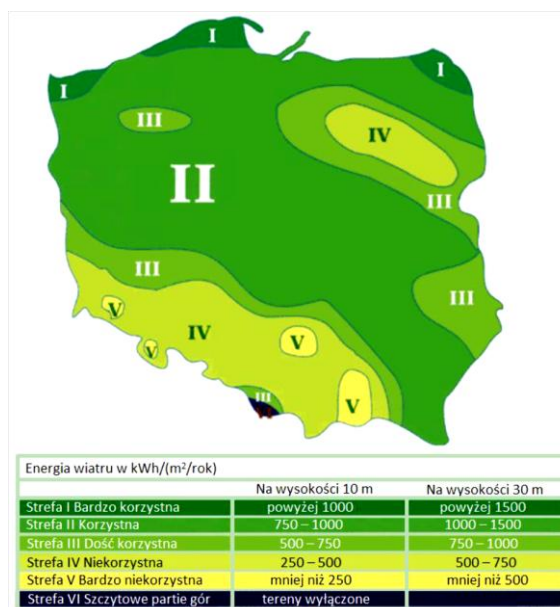 I
I
I
III
IV
II
III
III
III
IV
V
V
V
V
III
Energia wiatru w kWh/(m²/rok)
Na wysokości 10 m Na wysokości 30 m
Strefa I Bardzo korzystna powyżej 1000 powyżej 1500
Strefa II Korzystna 750 – 1000 1000 – 1500
Strefa III Dość korzystna 500 – 750 750 – 1000
Strefa IV Niekorzystna 250 – 500 500 – 750
Strefa V Bardzo niekorzystna mniej niż 250 mniej niż 500
Strefa VI Szczytowe partie gór tereny wyłączone